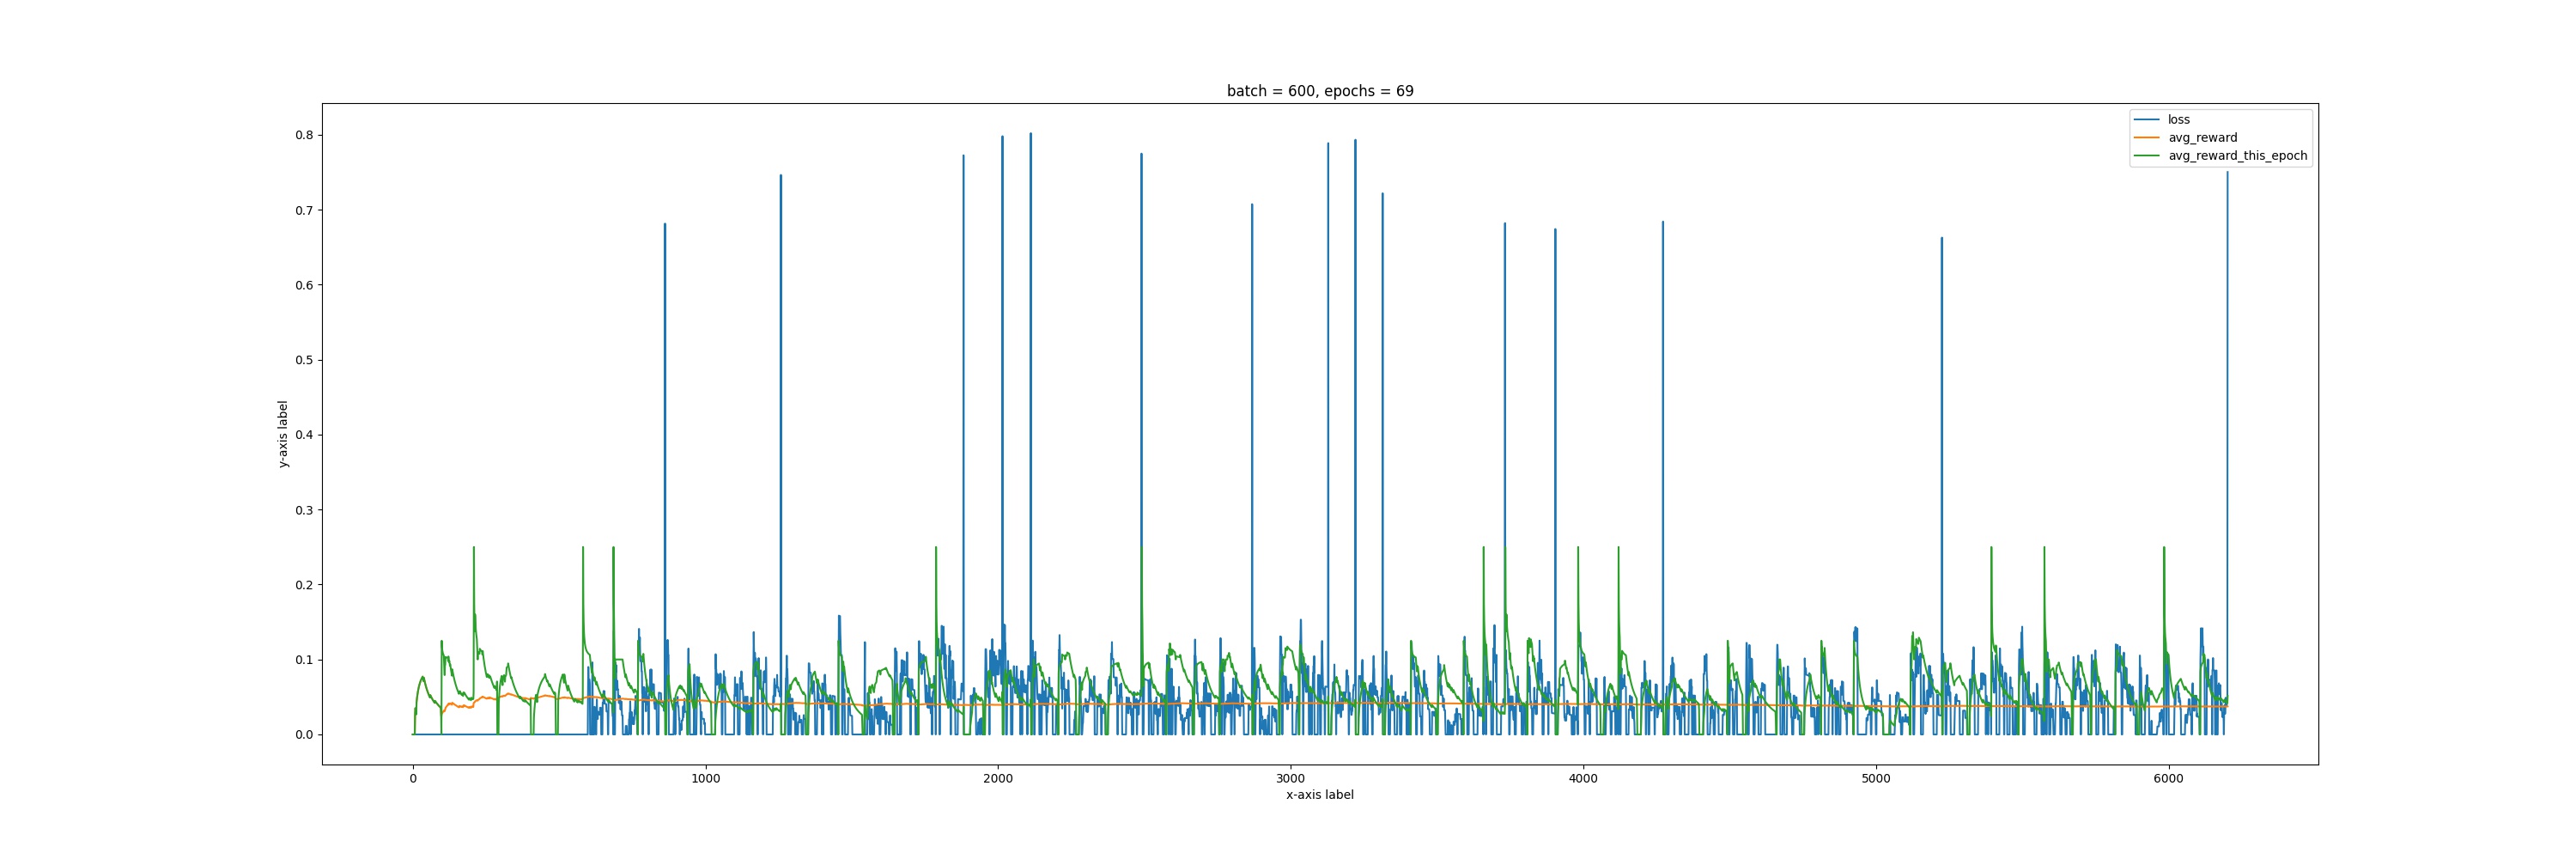 batch = 600, epochs = 69
loss
avg_reward
avg_reward_this_epoch
0.8
0.7
0.6
0.5
0.4
0.3
0.2
0.1
0.0
y-axis label
0 1000 2000 3000 4000 5000 6000
x-axis label